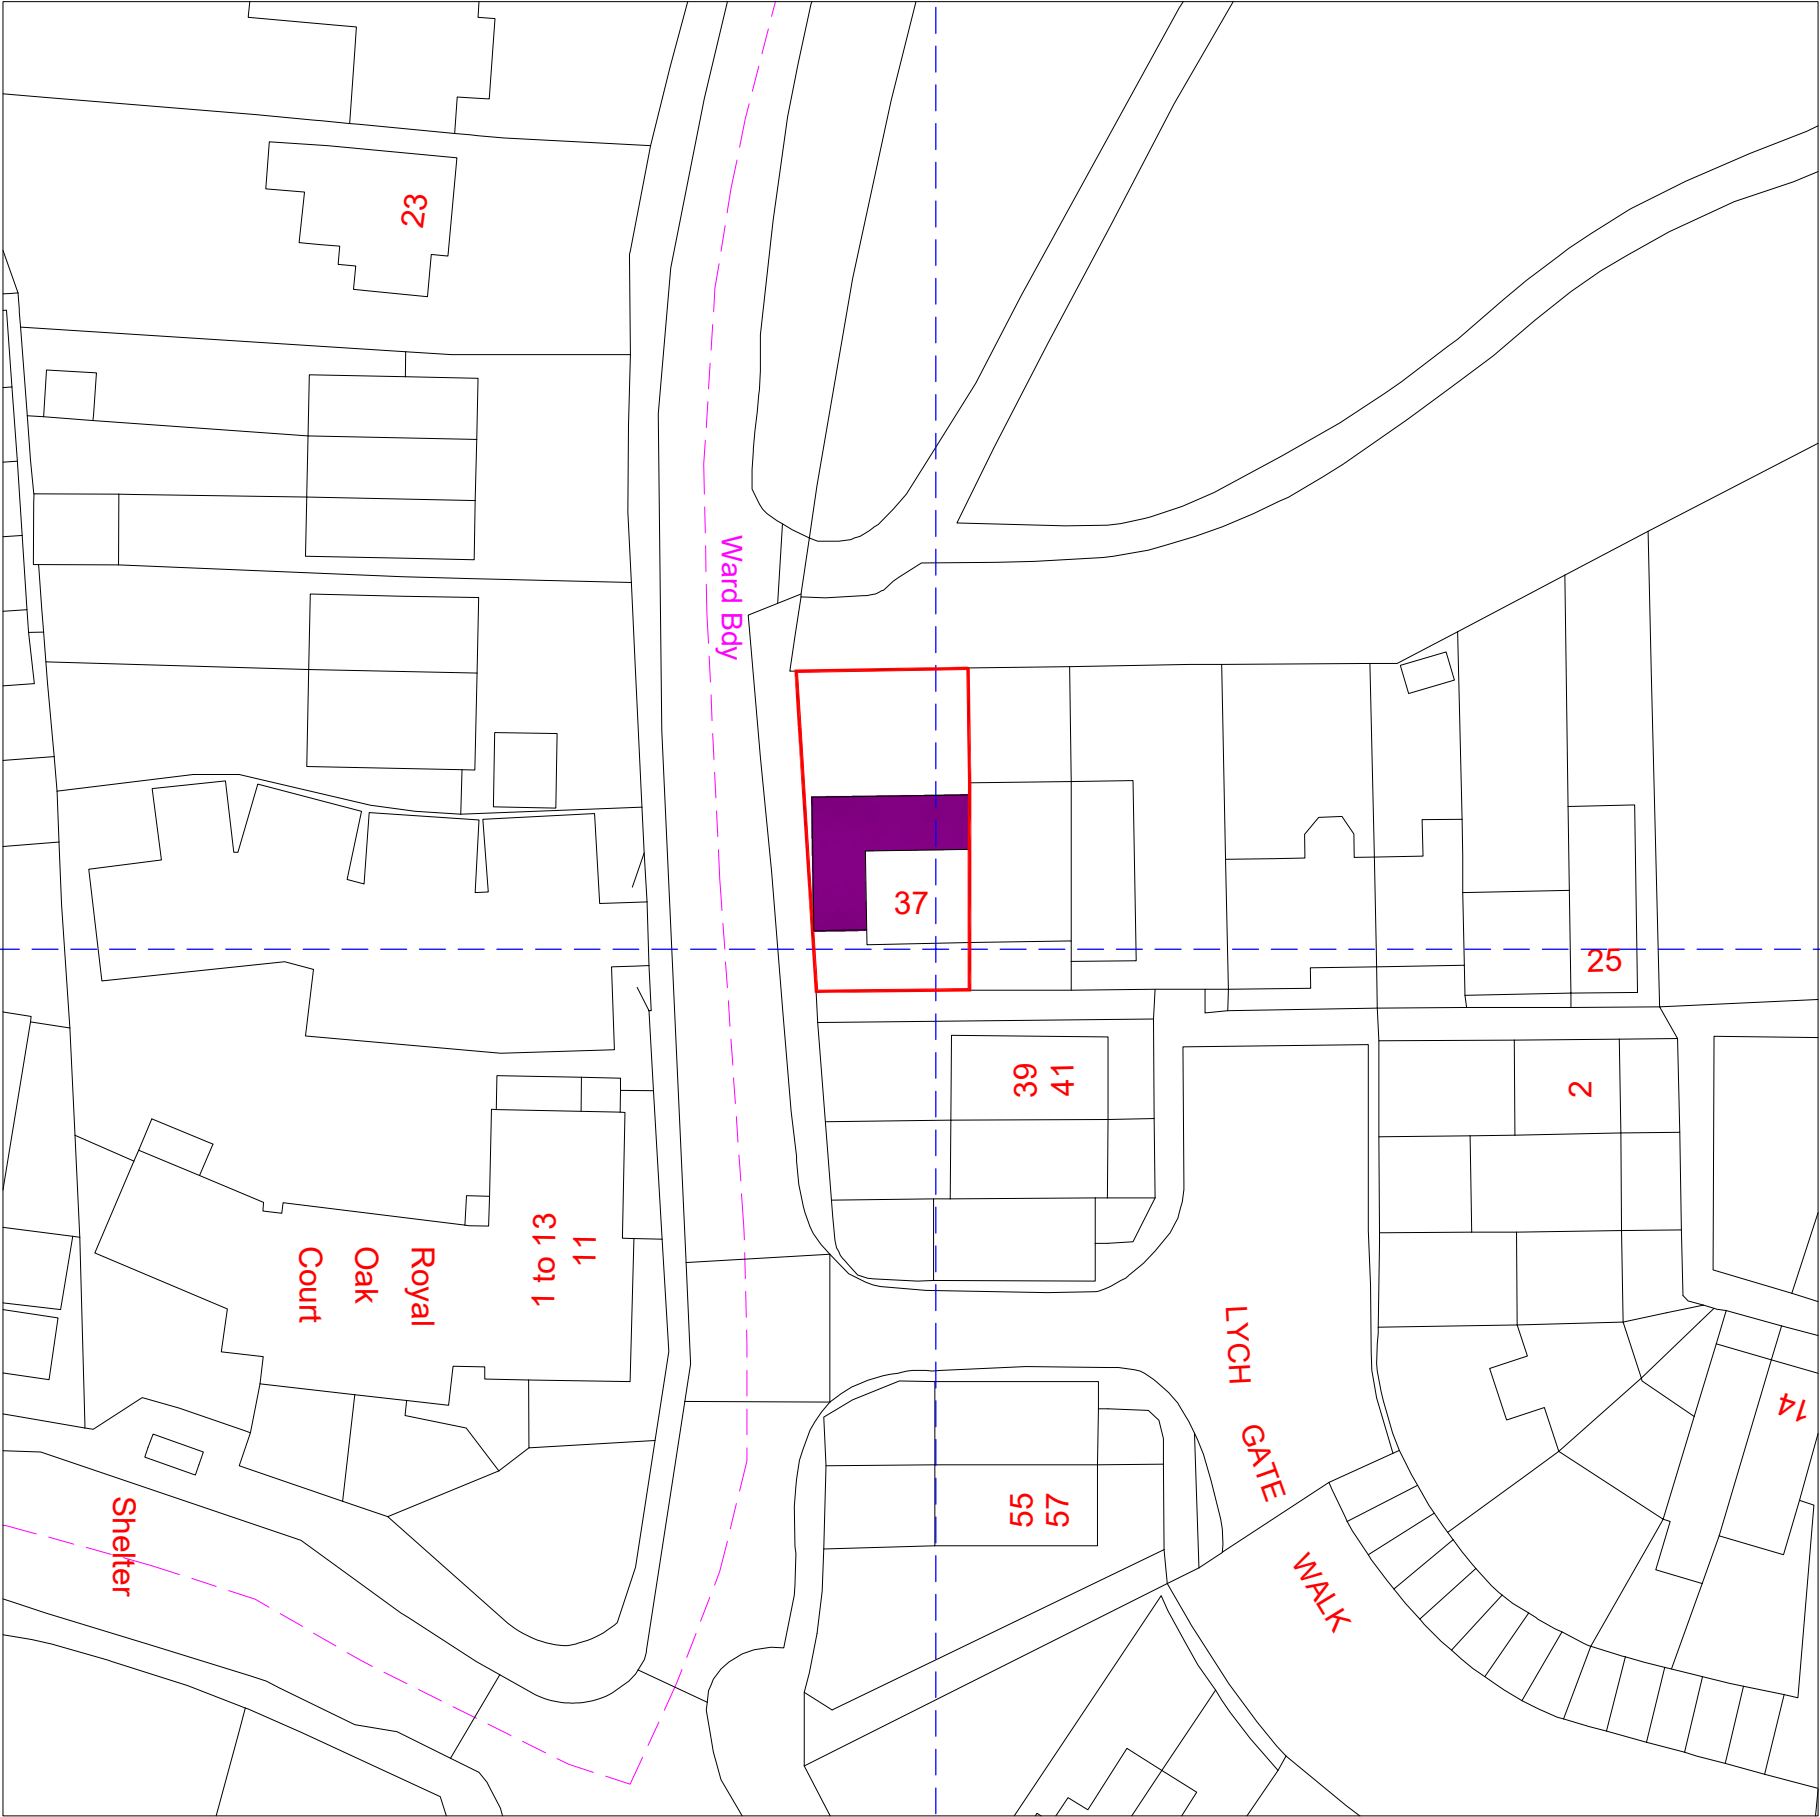 23
Ward Bdy
37
25
39
41
2
1 to 13
11
Royal
Oak
Court
LYCH
GATE
WALK
14
55
57
Shelter